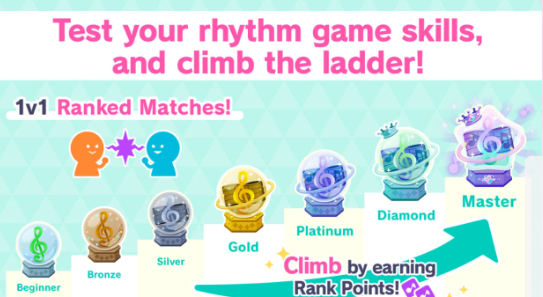 Test your rhythm game skills,
and climb the ladder!
1v1 Ranked Matches!
Master
Diamond
Platinum
Gold
Silver
Bronze
Beginner
Climb by earning
Rank Points!